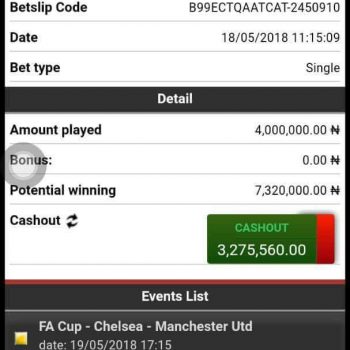 Betslip Code B99ECTQAATCAT-2450910
Date 18/05/2018 11:15:09
Bet type Single
Detail
Amount played 4,000,000.00 ₦
Bonus: 0.00 ₦
Potential winning 7,320,000.00 ₦
Cashout CASHOUT
3,275,560.00
Events List
FA Cup - Chelsea - Manchester Utd
date: 19/05/2018 17:15